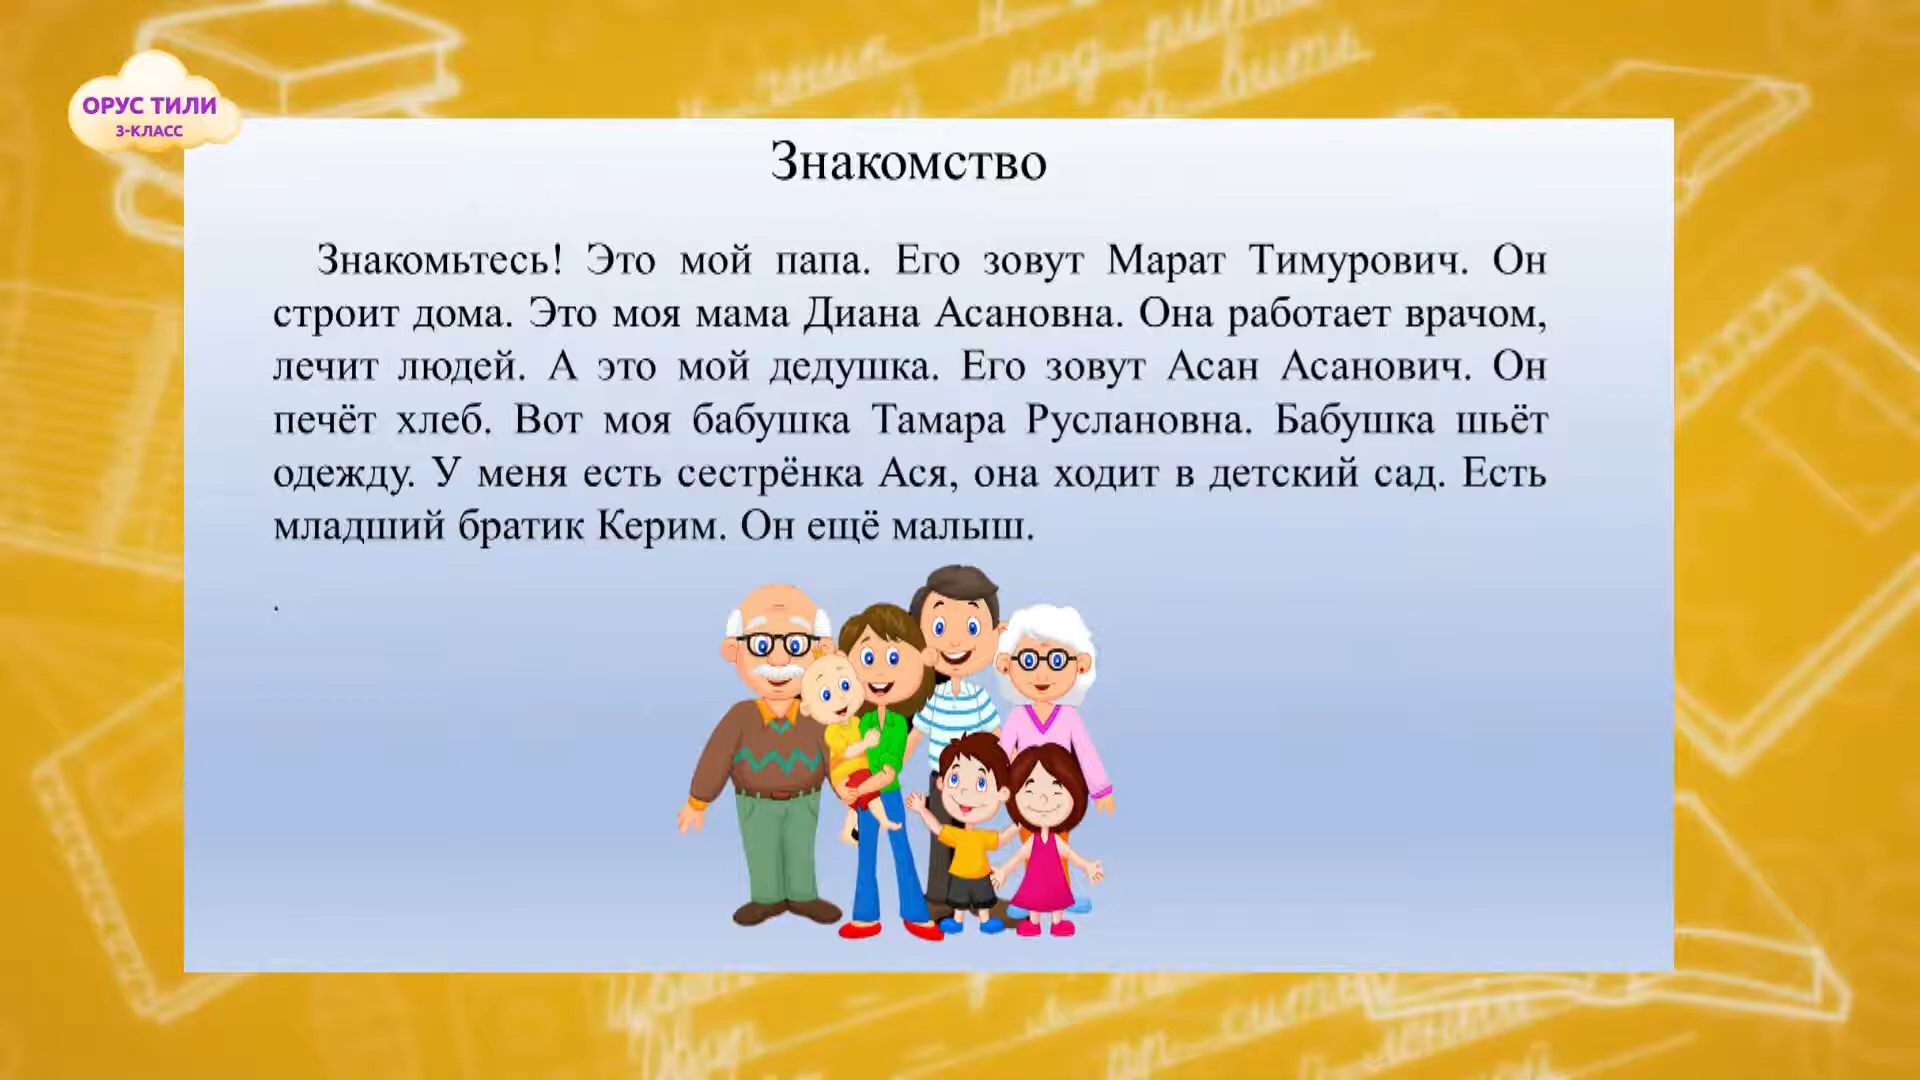 ОРУС ТИЛИ
3-КЛАСС
Знакомство
Знакомьтесь! Это мой папа. Его зовут Марат Тимурович. Он
строит дома. Это моя мама Диана Асановна. Она работает врачом,
лечит людей. А это мой дедушка. Его зовут Асан Асанович. Он
печёт хлеб. Вот моя бабушка Тамара Руслановна. Бабушка шьёт
одежду. У меня есть сестрёнка Ася, она ходит в детский сад. Есть
младший братик Керим. Он ещё малыш.
.